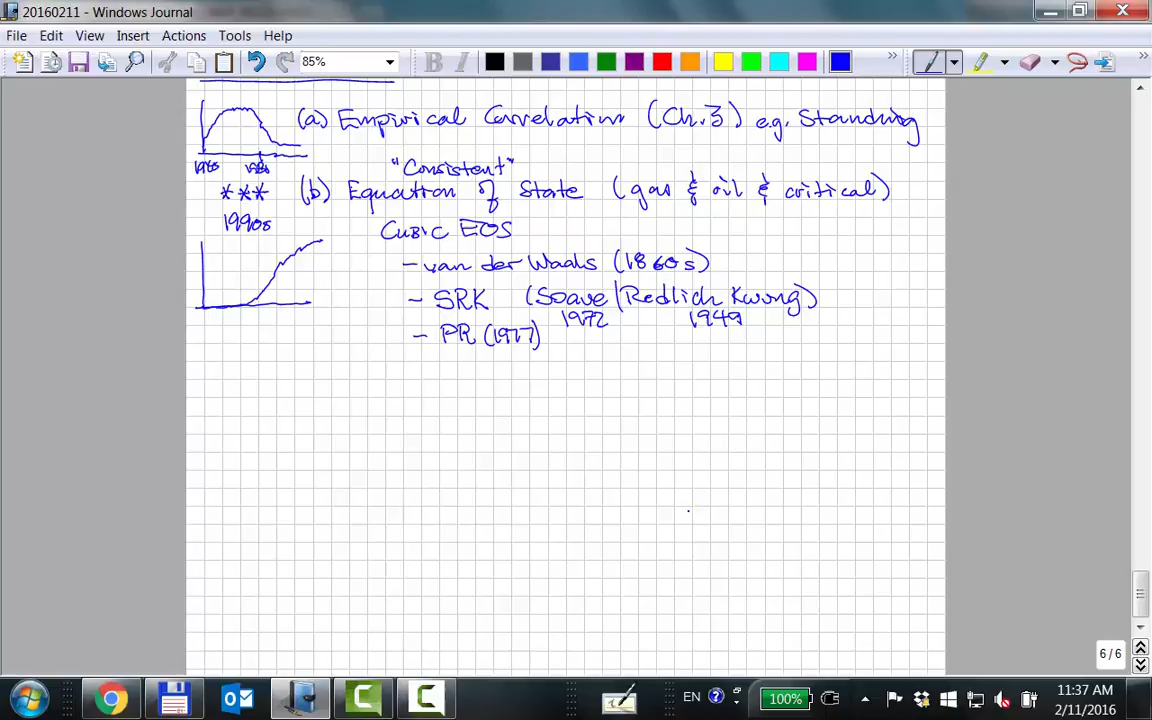 20160211 - Windows Journal
File Edit View Insert Actions Tools Help
85%
(a) Empirical Correlation (Ch.3) e.g. Standing
1960s 1980s
"Consistent"
*** (b) Equation of State (gas & oil & critical)
1990s
Cubic EOS
- van der Waals (1860s)
- SRK (Soave/Redlich Kwong)
1972 1949
- PR (1977)
6 / 6
EN
100%
11:37 AM
2/11/2016